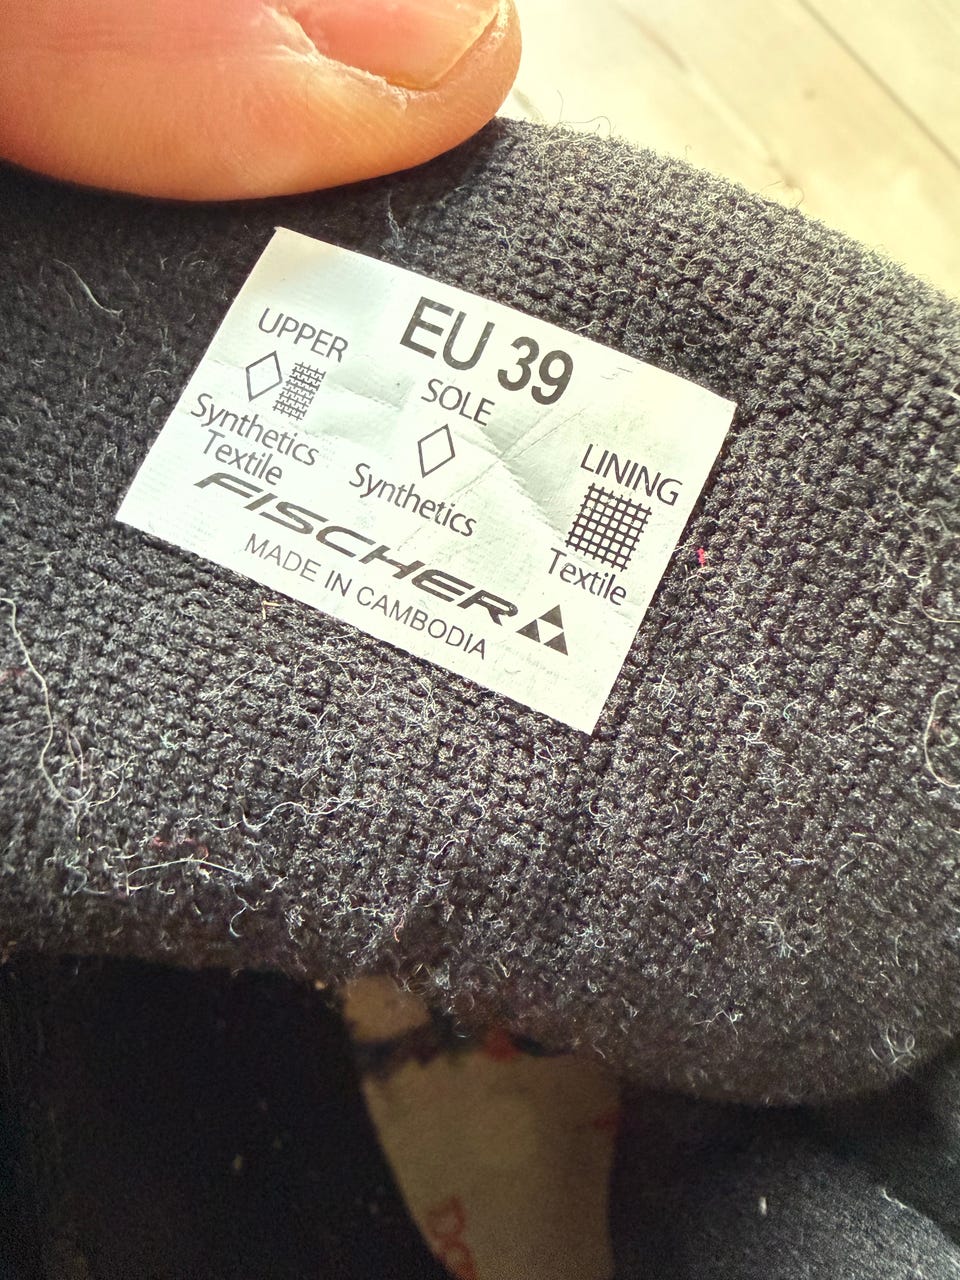 EU 39
UPPER
Synthetics
Textile
SOLE
Synthetics
LINING
Textile
FISCHER
MADE IN CAMBODIA